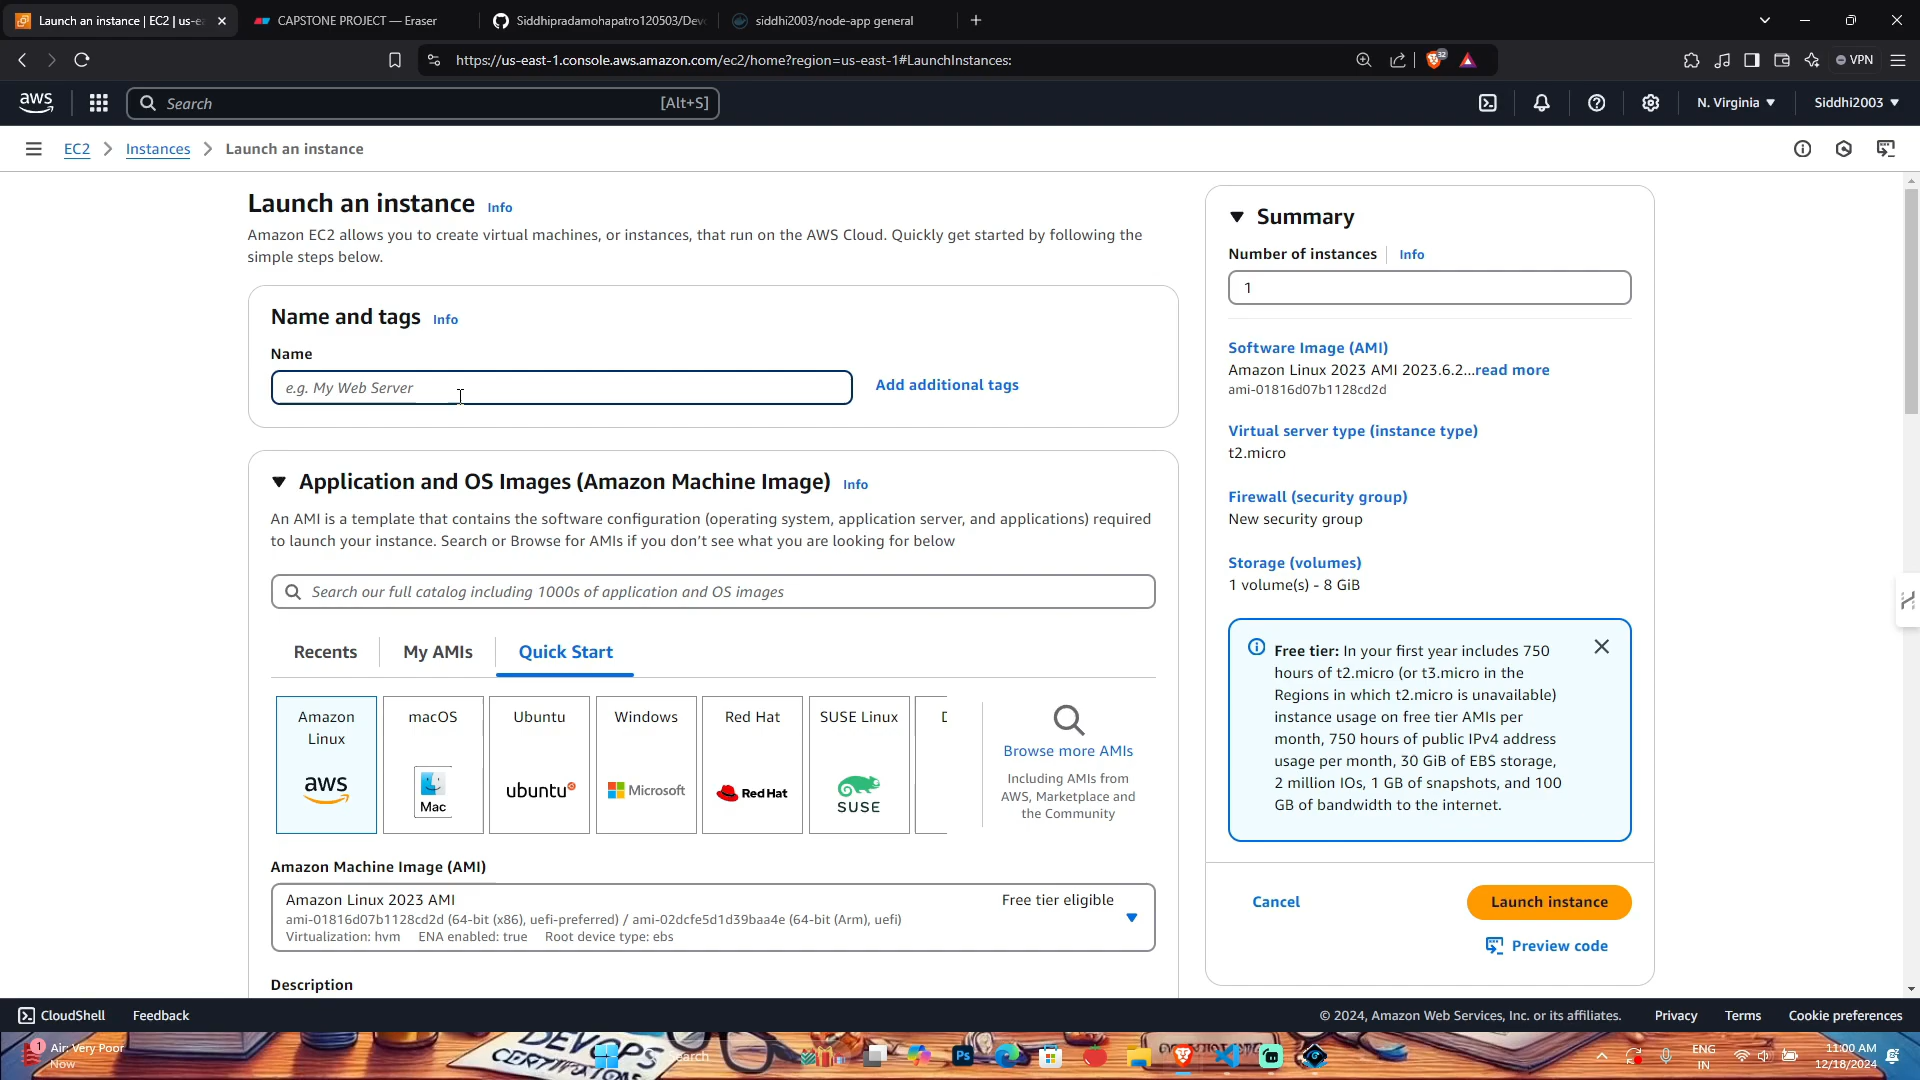 Launch an instance | EC2 | us-e
CAPSTONE PROJECT — Eraser
Siddhipradamohapatro120503/Dev
siddhi2003/node-app general
https://us-east-1.console.aws.amazon.com/ec2/home?region=us-east-1#LaunchInstances:
32
VPN
aws
Search
[Alt+S]
N. Virginia
Siddhi2003
EC2
Instances
Launch an instance
Launch an instance Info
Amazon EC2 allows you to create virtual machines, or instances, that run on the AWS Cloud. Quickly get started by following the
simple steps below.
Name and tags Info
Name
e.g. My Web Server
Add additional tags
Application and OS Images (Amazon Machine Image) Info
An AMI is a template that contains the software configuration (operating system, application server, and applications) required
to launch your instance. Search or Browse for AMIs if you don't see what you are looking for below
Search our full catalog including 1000s of application and OS images
Recents
My AMIs
Quick Start
Amazon
Linux
aws
macOS
Mac
Ubuntu
ubuntu
Windows
Microsoft
Red Hat
Red Hat
SUSE Linux
SUSE
Browse more AMIs
Including AMIs from
AWS, Marketplace and
the Community
Amazon Machine Image (AMI)
Amazon Linux 2023 AMI
Free tier eligible
ami-01816d07b1128cd2d (64-bit (x86), uefi-preferred) / ami-02dcfe5d1d39baa4e (64-bit (Arm), uefi)
Virtualization: hvm ENA enabled: true Root device type: ebs
Description
Summary
Number of instances Info
1
Software Image (AMI)
Amazon Linux 2023 AMI 2023.6.2...read more
ami-01816d07b1128cd2d
Virtual server type (instance type)
t2.micro
Firewall (security group)
New security group
Storage (volumes)
1 volume(s) - 8 GiB
Free tier: In your first year includes 750
hours of t2.micro (or t3.micro in the
Regions in which t2.micro is unavailable)
instance usage on free tier AMIs per
month, 750 hours of public IPv4 address
usage per month, 30 GiB of EBS storage,
2 million IOs, 1 GB of snapshots, and 100
GB of bandwidth to the internet.
Cancel
Launch instance
Preview code
CloudShell
Feedback
© 2024, Amazon Web Services, Inc. or its affiliates.
Privacy
Terms
Cookie preferences
1
Air: Very Poor
Now
DEVOPS
CERTIFICATION
Search
Ps
ENG
IN
11:00 AM
12/18/2024